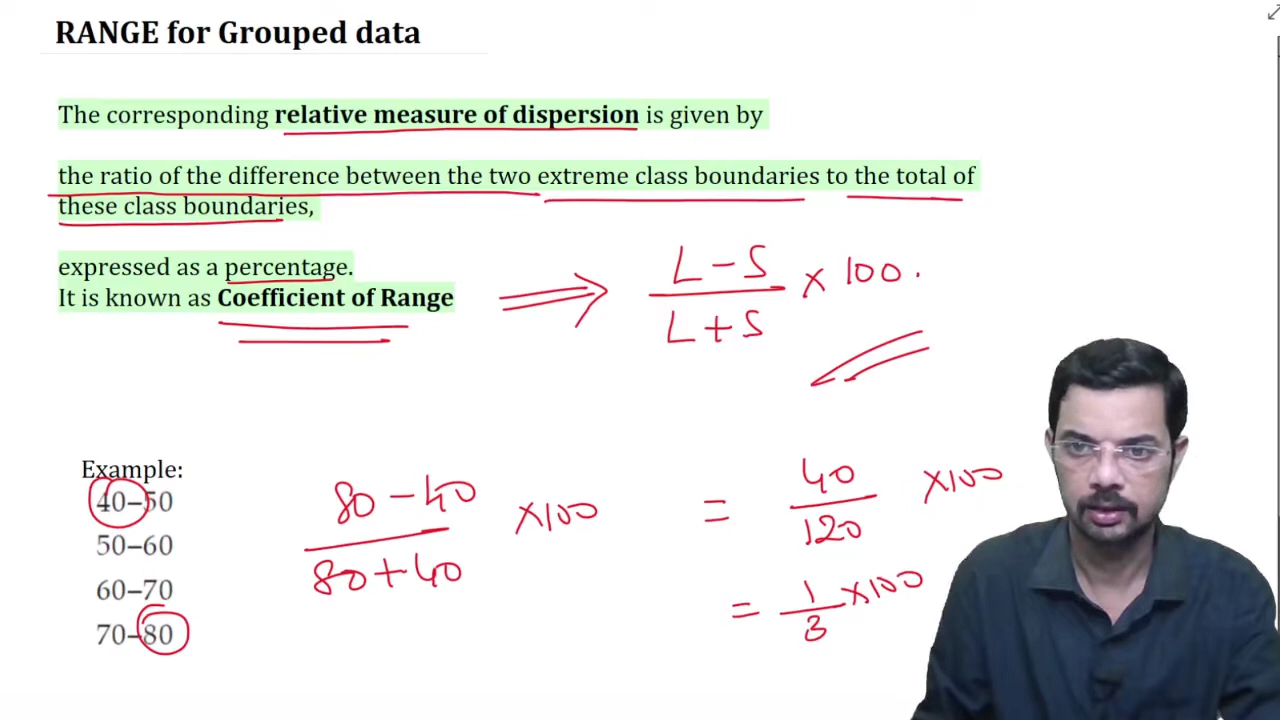 RANGE for Grouped data
The corresponding relative measure of dispersion is given by
the ratio of the difference between the two extreme class boundaries to the total of
these class boundaries,
expressed as a percentage.
It is known as Coefficient of Range
L-S
L+S
x 100.
Example:
40–50
50–60
60–70
70–80
80-40
80+40
x100
=
40
120
x100
=
1
3
x100